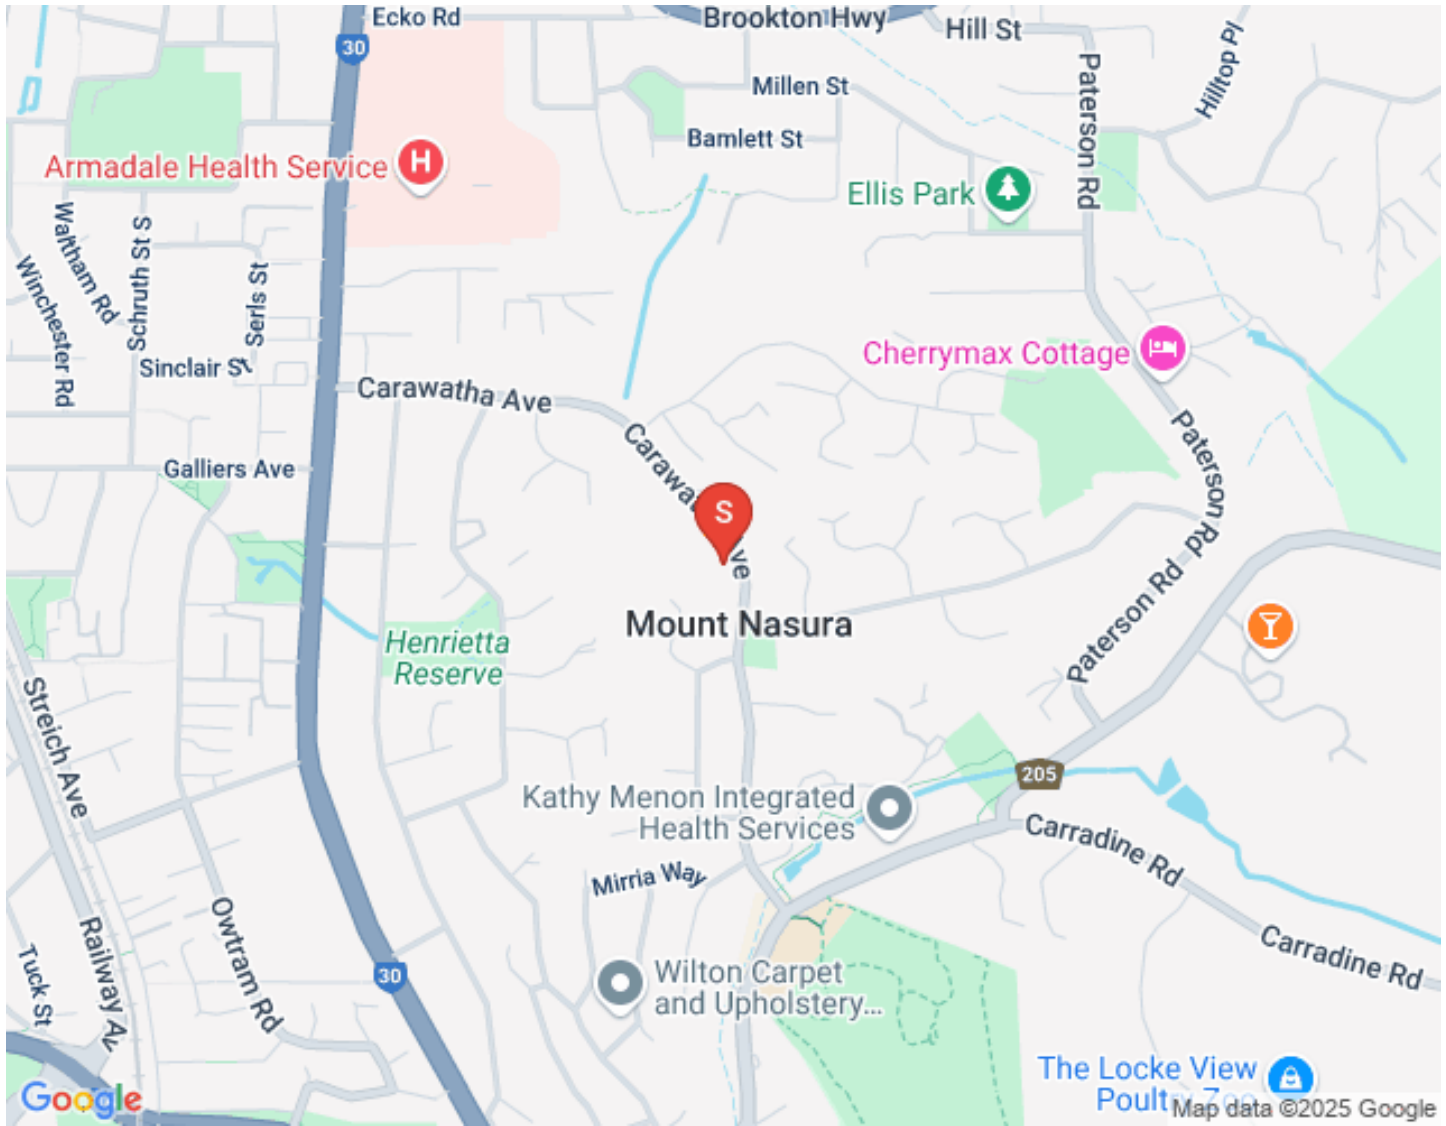 Ecko Rd
Brookton Hwy
Hill St
30
Hilltop Pl
Millen St
Paterson Rd
Bamlett St
Armadale Health Service
H
Ellis Park
Waltham Rd
Schruth St S
Winchester Rd
Serls St
Cherrymax Cottage
Sinclair St
Carawatha Ave
Paterson Rd
Galliers Ave
S
Paterson Rd
Mount Nasura
Henrietta
Reserve
Streich Ave
205
Kathy Menon Integrated
Health Services
Carradine Rd
Mirria Way
Owtram Rd
Railway A
Tuck St
30
Carradine Rd
Wilton Carpet
and Upholstery...
The Locke View
Poultry Zoo
Google
Map data ©2025 Google